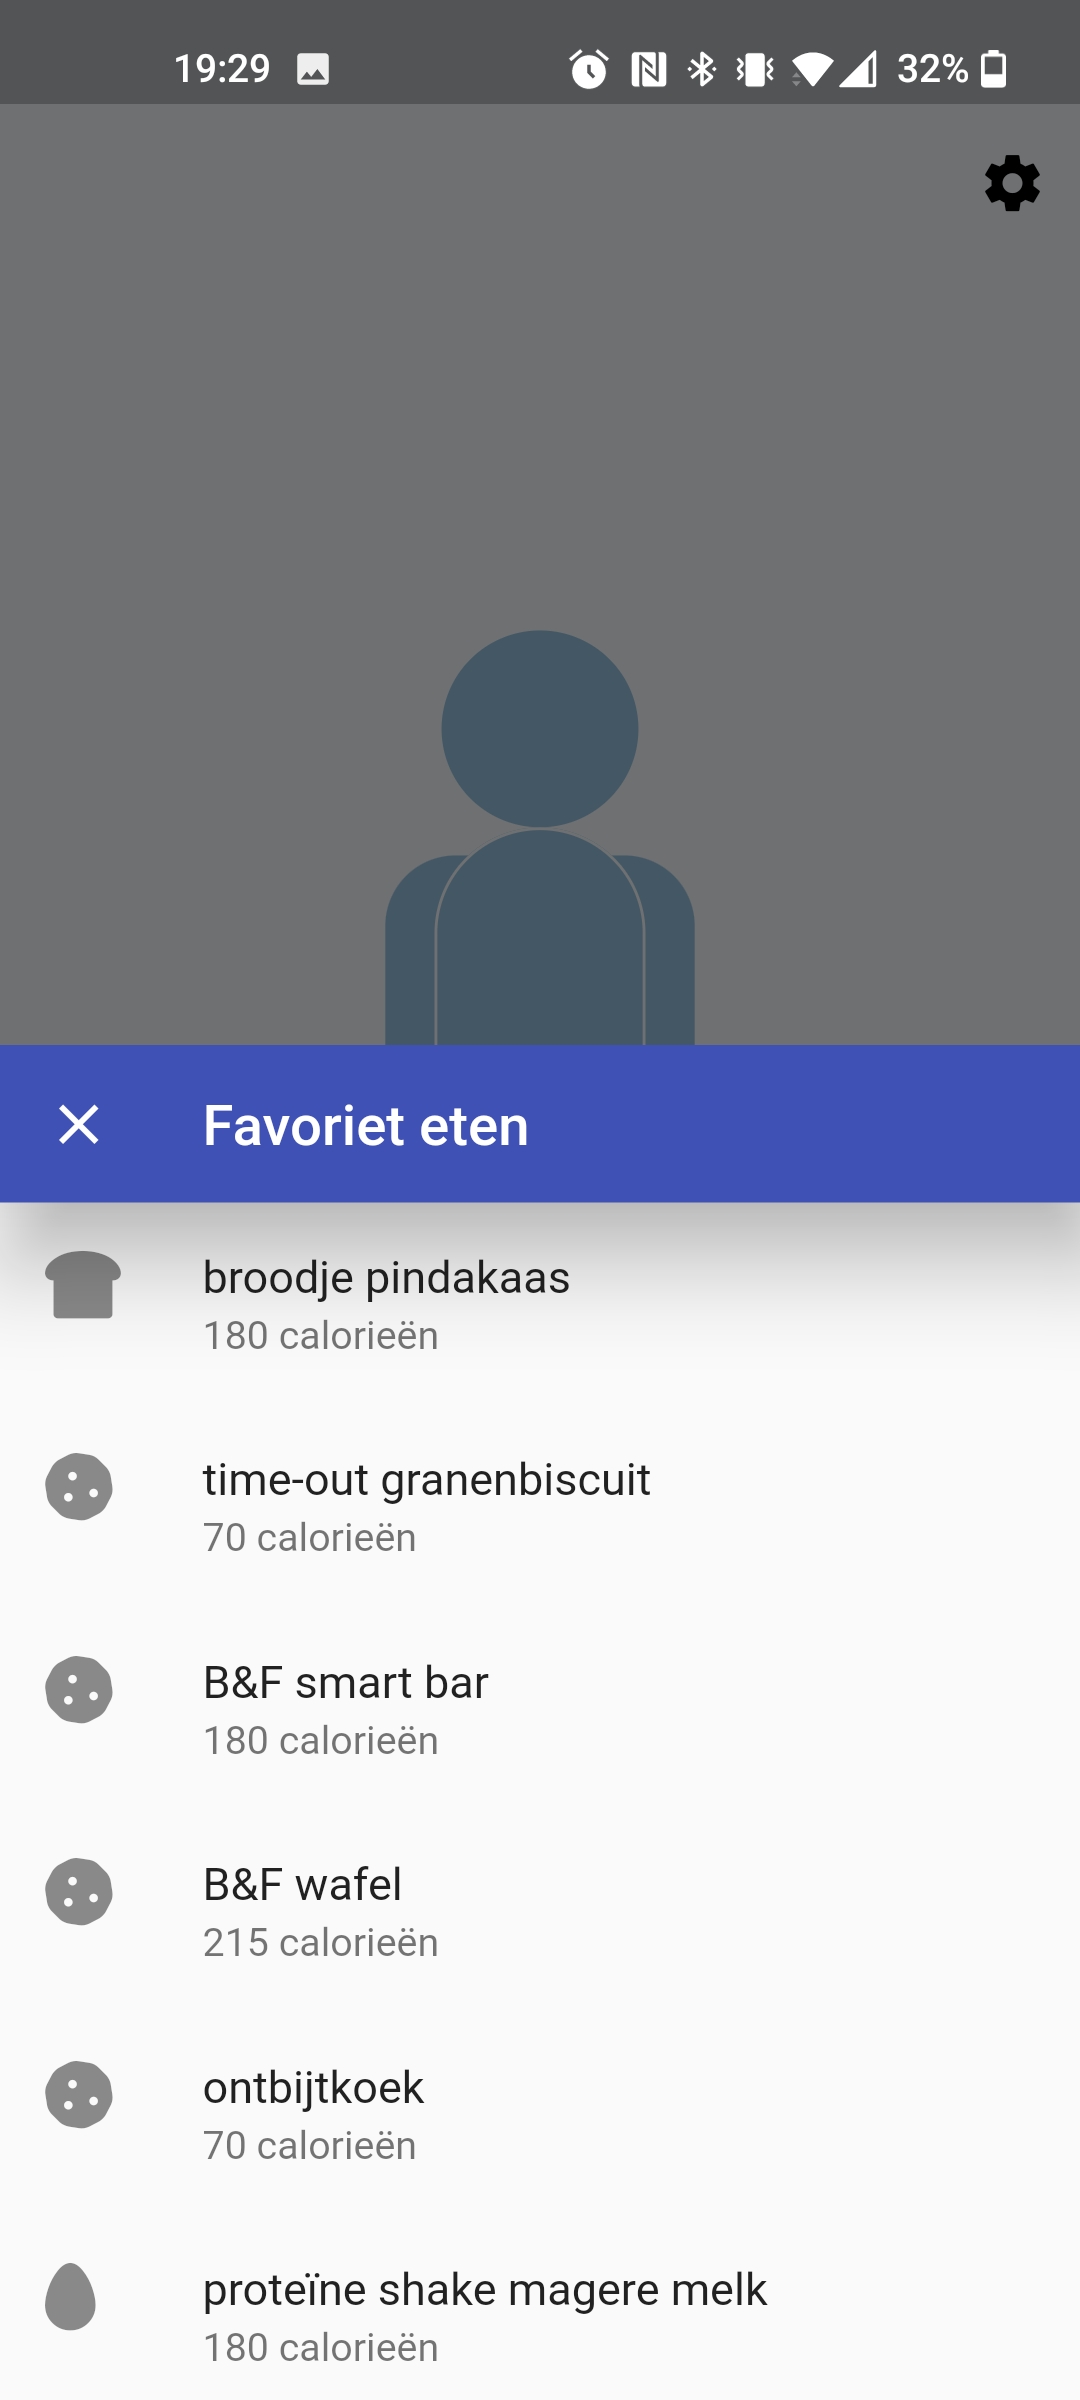 19:29 32%
Favoriet eten
broodje pindakaas
180 calorieën
time-out granenbiscuit
70 calorieën
B&F smart bar
180 calorieën
B&F wafel
215 calorieën
ontbijtkoek
70 calorieën
proteïne shake magere melk
180 calorieën